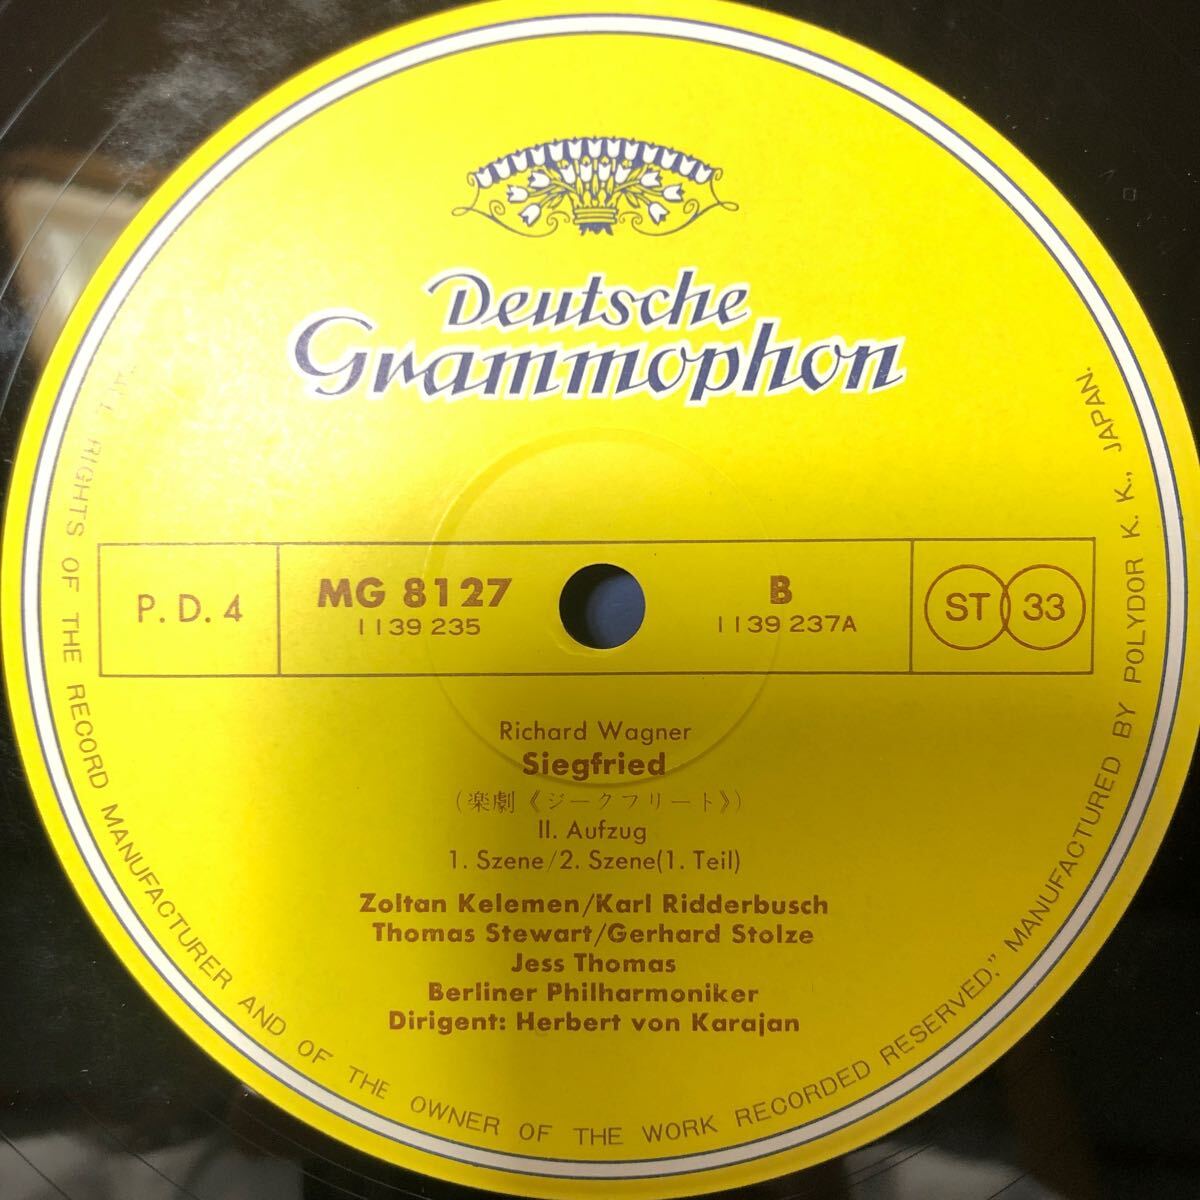 Deutsche
Grammophon
P. D. 4
MG 8127
1139 235
B
1139 237A
ST 33
Richard Wagner
Siegfried
(楽劇《ジークフリート》)
II. Aufzug
1. Szene/2. Szene(1. Teil)
Zoltan Kelemen/Karl Ridderbusch
Thomas Stewart/Gerhard Stolze
Jess Thomas
Berliner Philharmoniker
Dirigent: Herbert von Karajan
RIGHTS OF THE RECORD MANUFACTURER AND OF THE OWNER OF THE WORK RECORDED RESERVED." MANUFACTURED BY POLYDOR K. K., JAPAN.